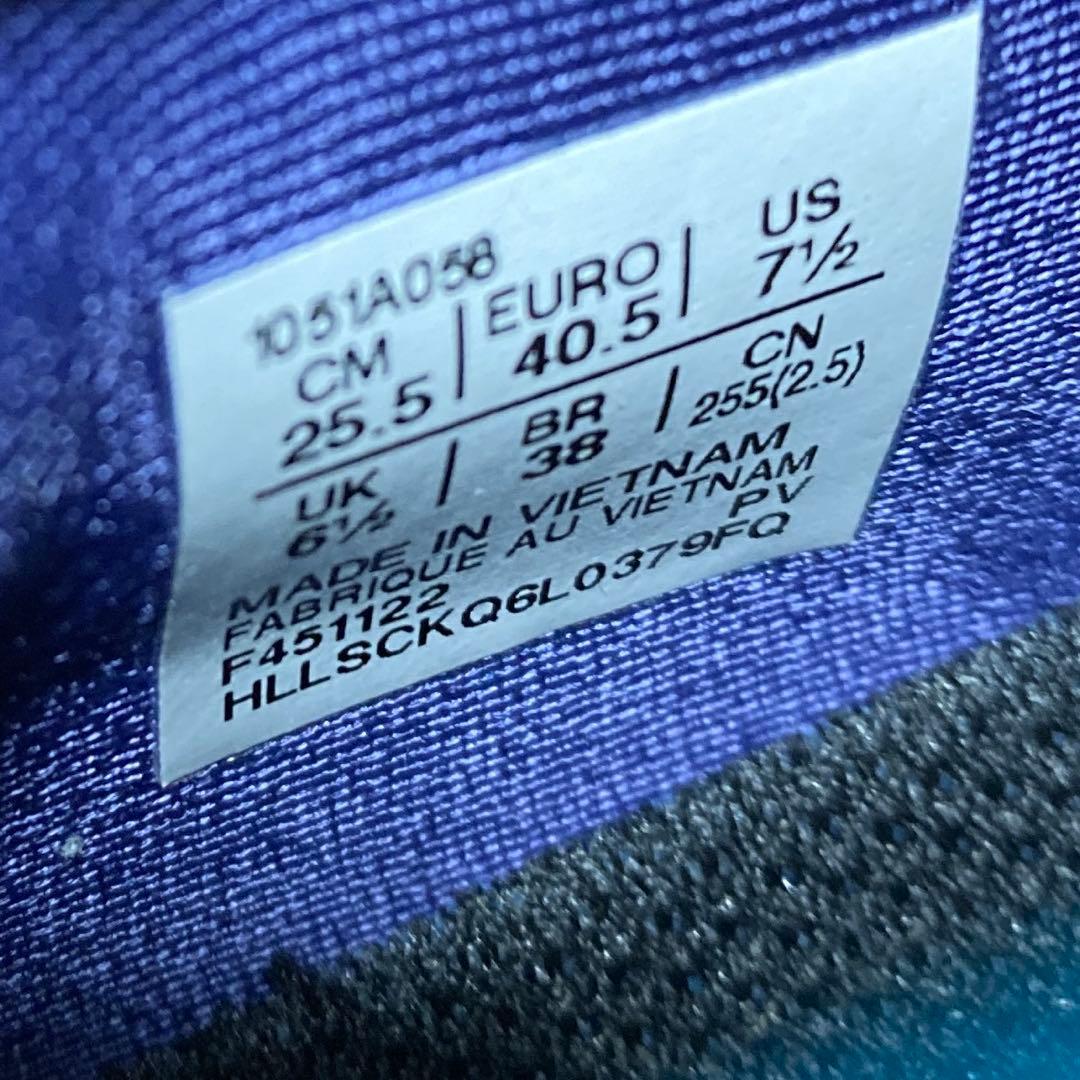 1051A058
CM | EURO | US
25.5 40.5 7½
UK / BR / CN
6½ 38 255(2.5)
MADE IN VIETNAM
FABRIQUE AU VIETNAM
F451122 PV
HLLSCKQ6L0379FQ